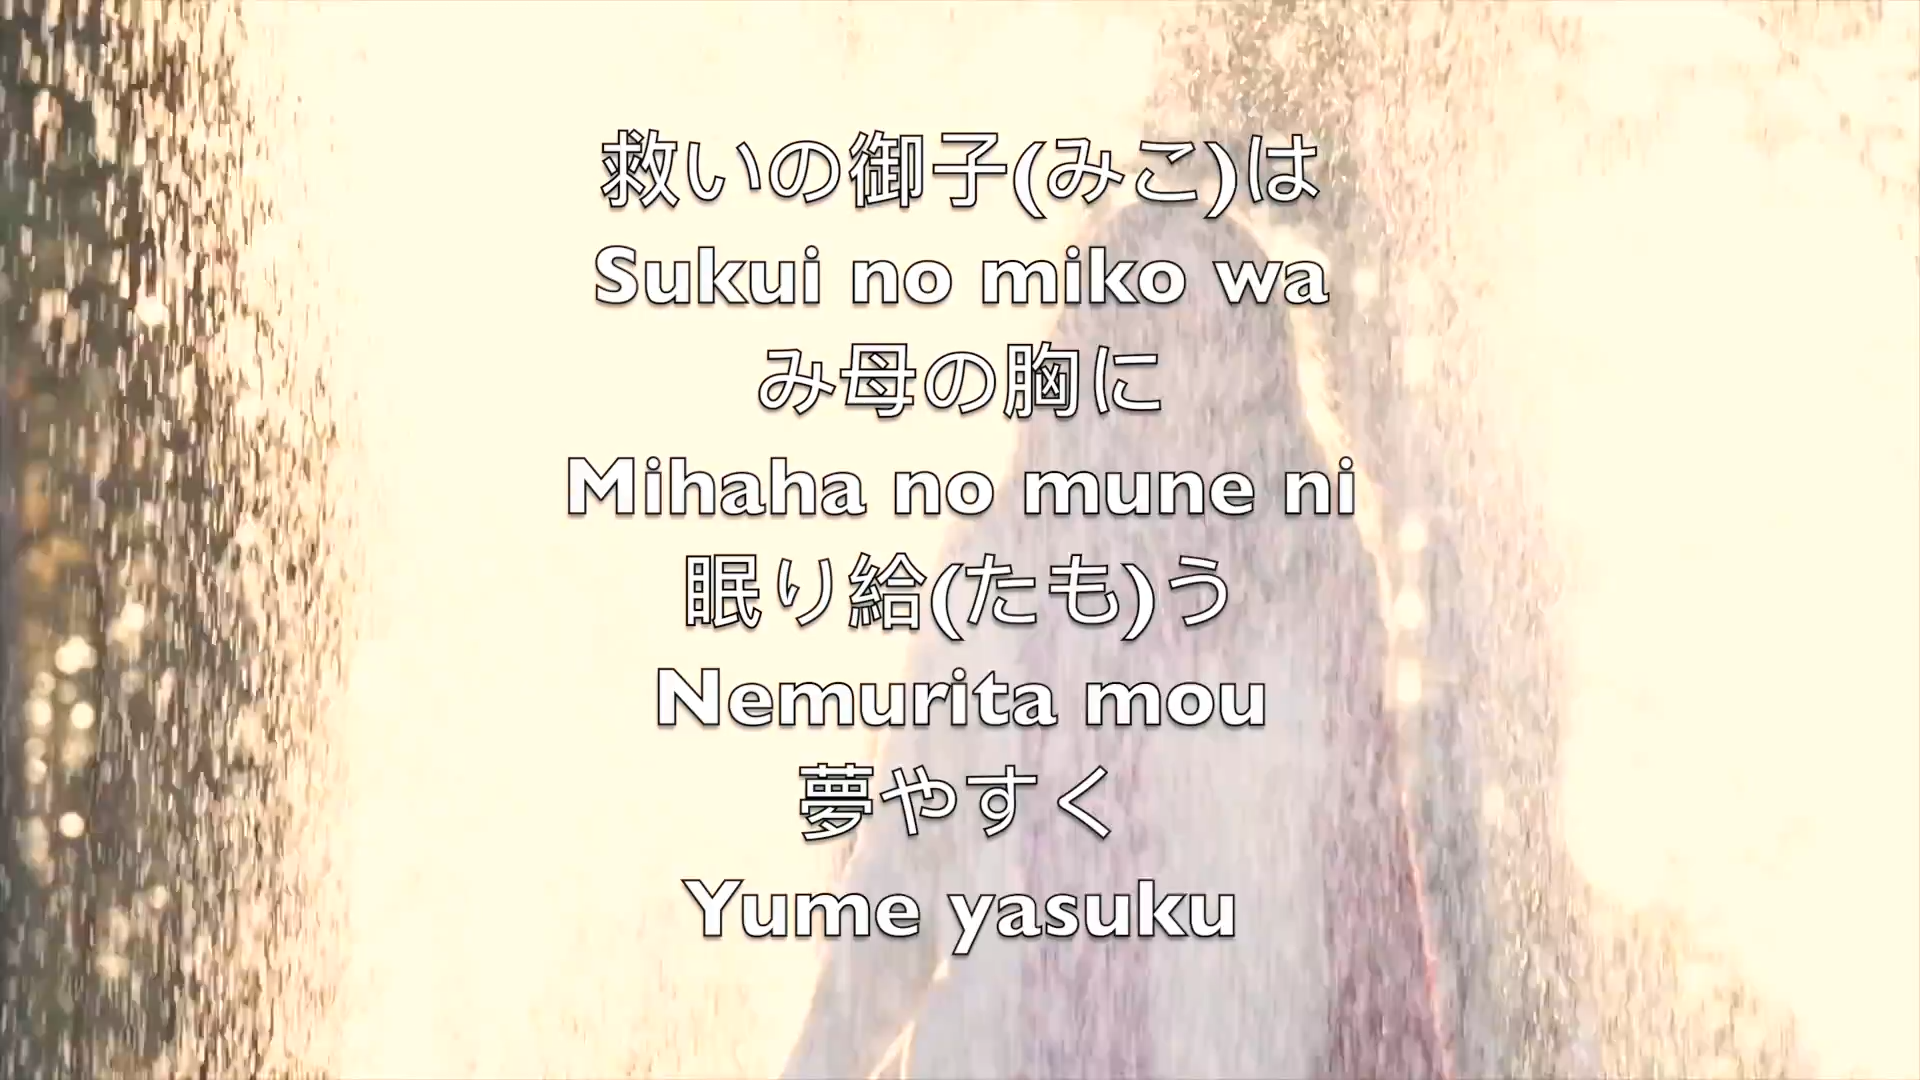 救いの御子(みこ)は
Sukui no miko wa
み母の胸に
Mihaha no mune ni
眠り給(たも)う
Nemurita mou
夢やすく
Yume yasuku